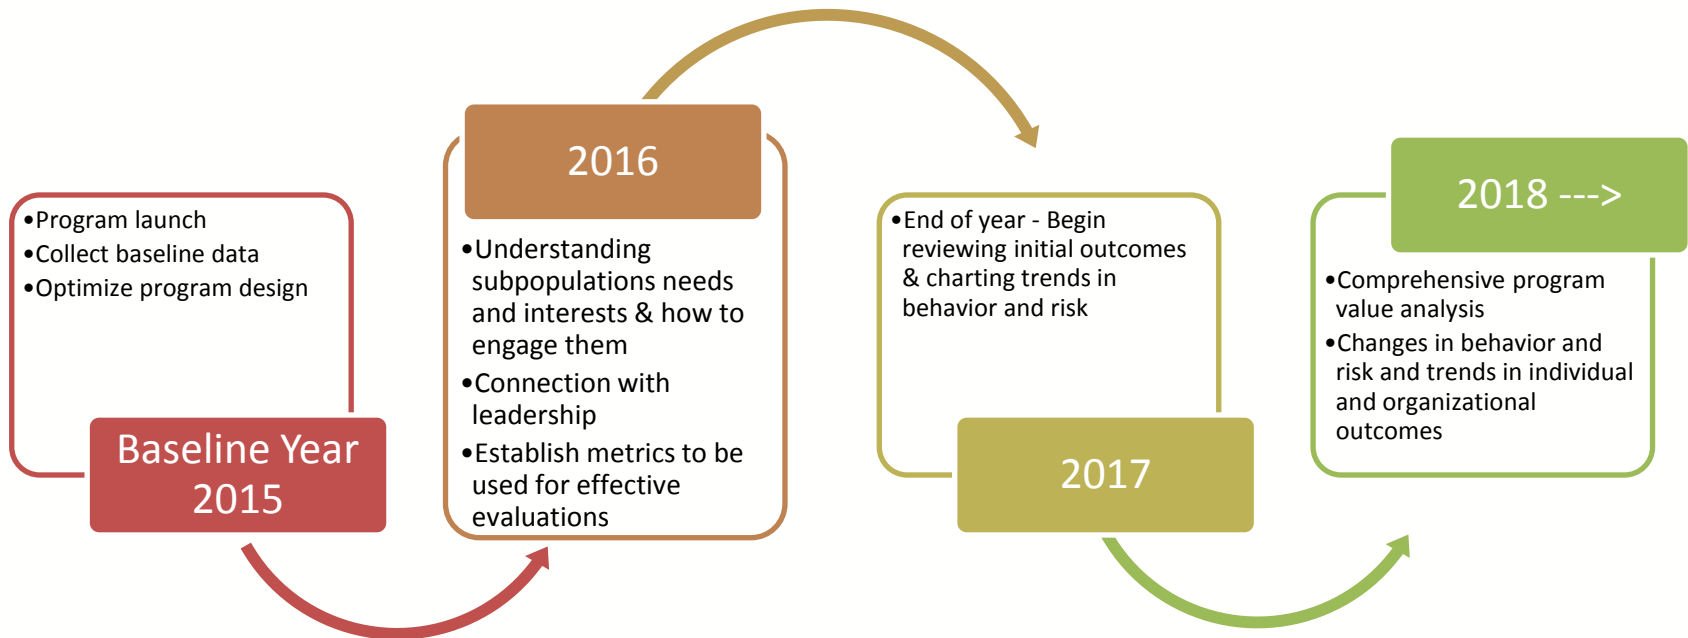 •Program launch
•Collect baseline data
•Optimize program design
Baseline Year
2015
2016
•Understanding
subpopulations needs
and interests & how to
engage them
•Connection with
leadership
•Establish metrics to be
used for effective
evaluations
•End of year - Begin
reviewing initial outcomes
& charting trends in
behavior and risk
2017
2018 --->
•Comprehensive program
value analysis
•Changes in behavior and
risk and trends in individual
and organizational
outcomes